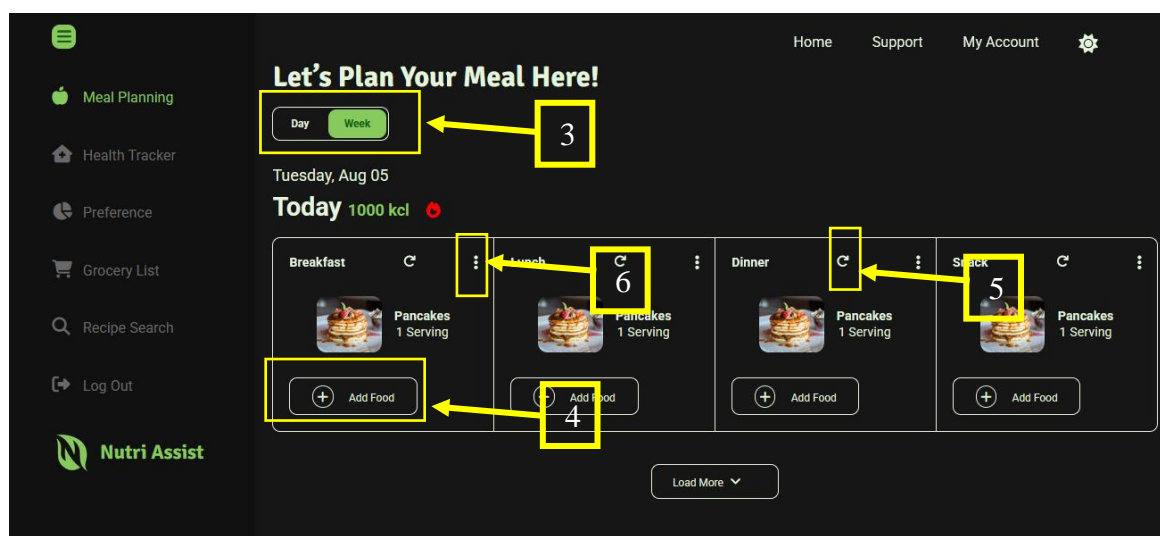 Home Support My Account
Let's Plan Your Meal Here!
Meal Planning
Day Week
3
Health Tracker
Tuesday, Aug 05
Preference
Today 1000 kcl
Breakfast Lunch Dinner Snack
Grocery List
6
5
Pancakes Pancakes Pancakes Pancakes
Recipe Search
1 Serving 1 Serving 1 Serving 1 Serving
Log Out
Add Food Add Food Add Food Add Food
4
Nutri Assist
Load More